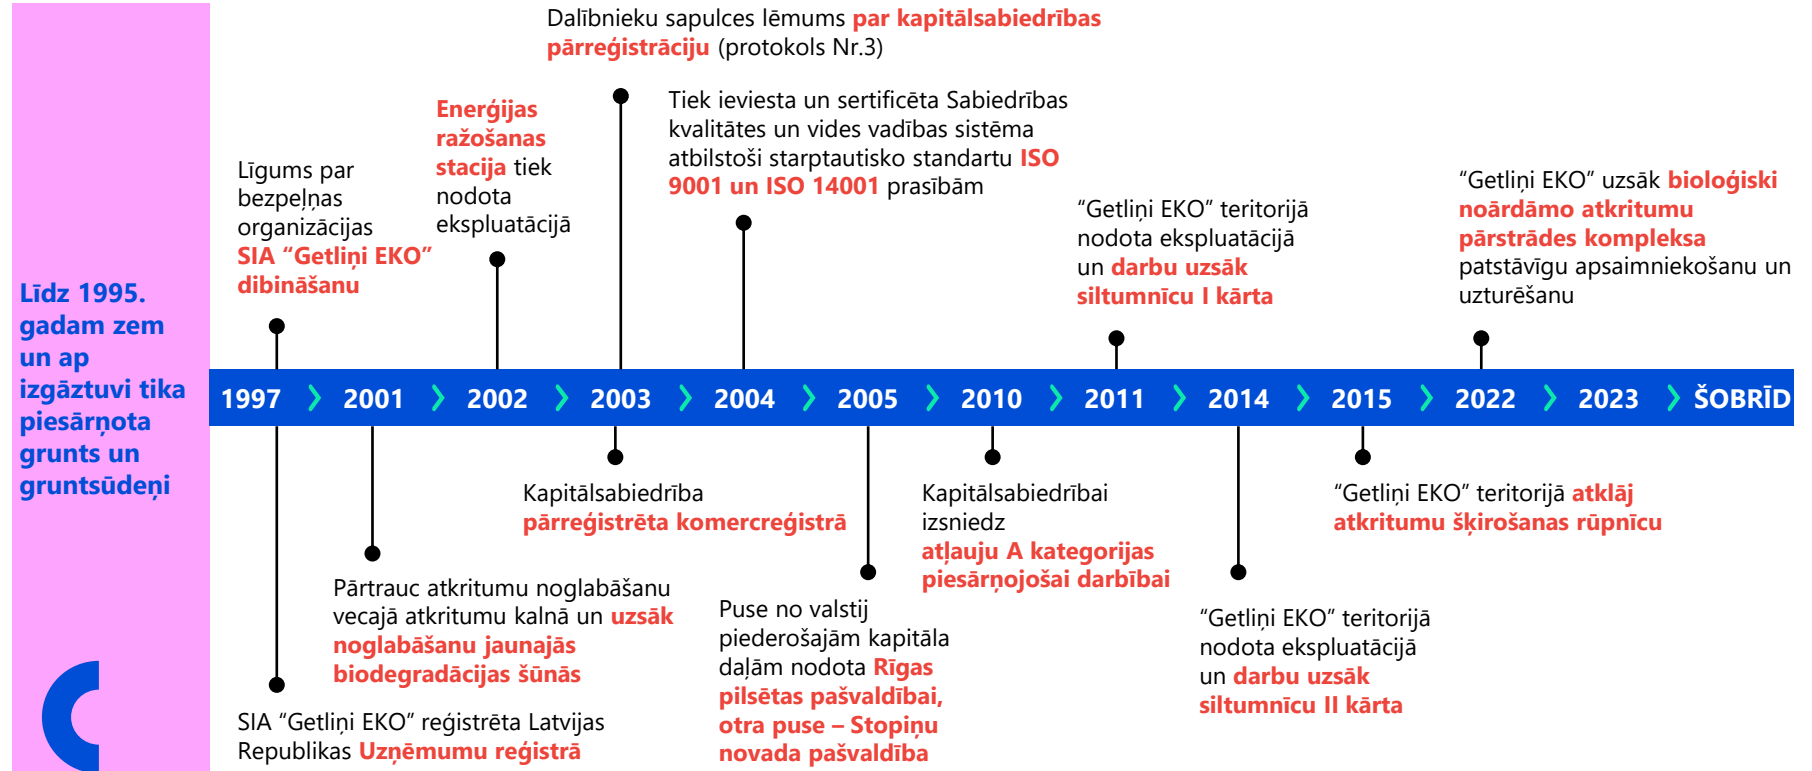 Līdz 1995.
gadam zem
un ap
izgāztuvi tika
piesārņota
grunts un
gruntsūdeņi
Līgums par
bezpeļņas
organizācijas
SIA “Getliņi EKO”
dibināšanu
Enerģijas
ražošanas
stacija tiek
nodota
ekspluatācijā
Dalībnieku sapulces lēmums par kapitālsabiedrības
pārreģistrāciju (protokols Nr.3)
Tiek ieviesta un sertificēta Sabiedrības
kvalitātes un vides vadības sistēma
atbilstoši starptautisko standartu ISO
9001 un ISO 14001 prasībām
“Getliņi EKO” teritorijā
nodota ekspluatācijā
un darbu uzsāk
siltumnīcu I kārta
“Getliņi EKO” uzsāk bioloģiski
noārdāmo atkritumu
pārstrādes kompleksa
patstāvīgu apsaimniekošanu un
uzturēšanu
1997 2001 2002 2003 2004 2005 2010 2011 2014 2015 2022 2023 ŠOBRĪD
SIA “Getliņi EKO” reģistrēta Latvijas
Republikas Uzņēmumu reģistrā
Pārtrauc atkritumu noglabāšanu
vecajā atkritumu kalnā un uzsāk
noglabāšanu jaunajās
biodegradācijas šūnās
Kapitālsabiedrība
pārreģistrēta komercreģistrā
Puse no valstij
piederošajām kapitāla
daļām nodota Rīgas
pilsētas pašvaldībai,
otra puse – Stopiņu
novada pašvaldība
Kapitālsabiedrībai
izsniedz
atļauju A kategorijas
piesārņojošai darbībai
“Getliņi EKO” teritorijā
nodota ekspluatācijā
un darbu uzsāk
siltumnīcu II kārta
“Getliņi EKO” teritorijā atklāj
atkritumu šķirošanas rūpnīcu